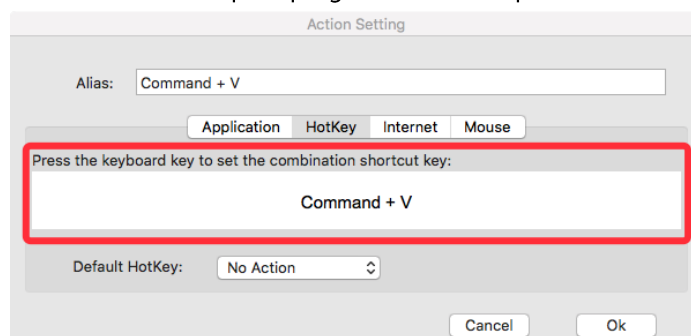 Action Setting
Alias: Command + V
Application HotKey Internet Mouse
Press the keyboard key to set the combination shortcut key:
Command + V
Default HotKey: No Action
Cancel Ok